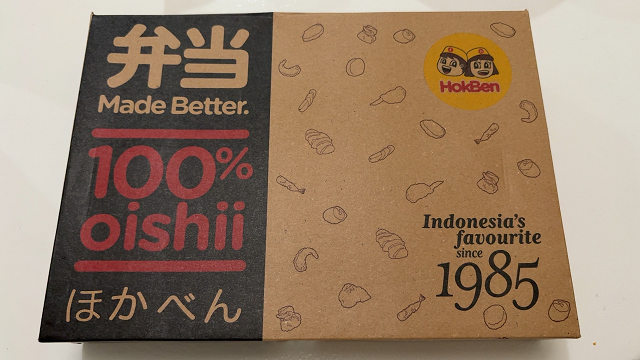 弁当
Made Better.
100%
oishii
ほかべん
HokBen
Indonesia's
favourite
since
1985